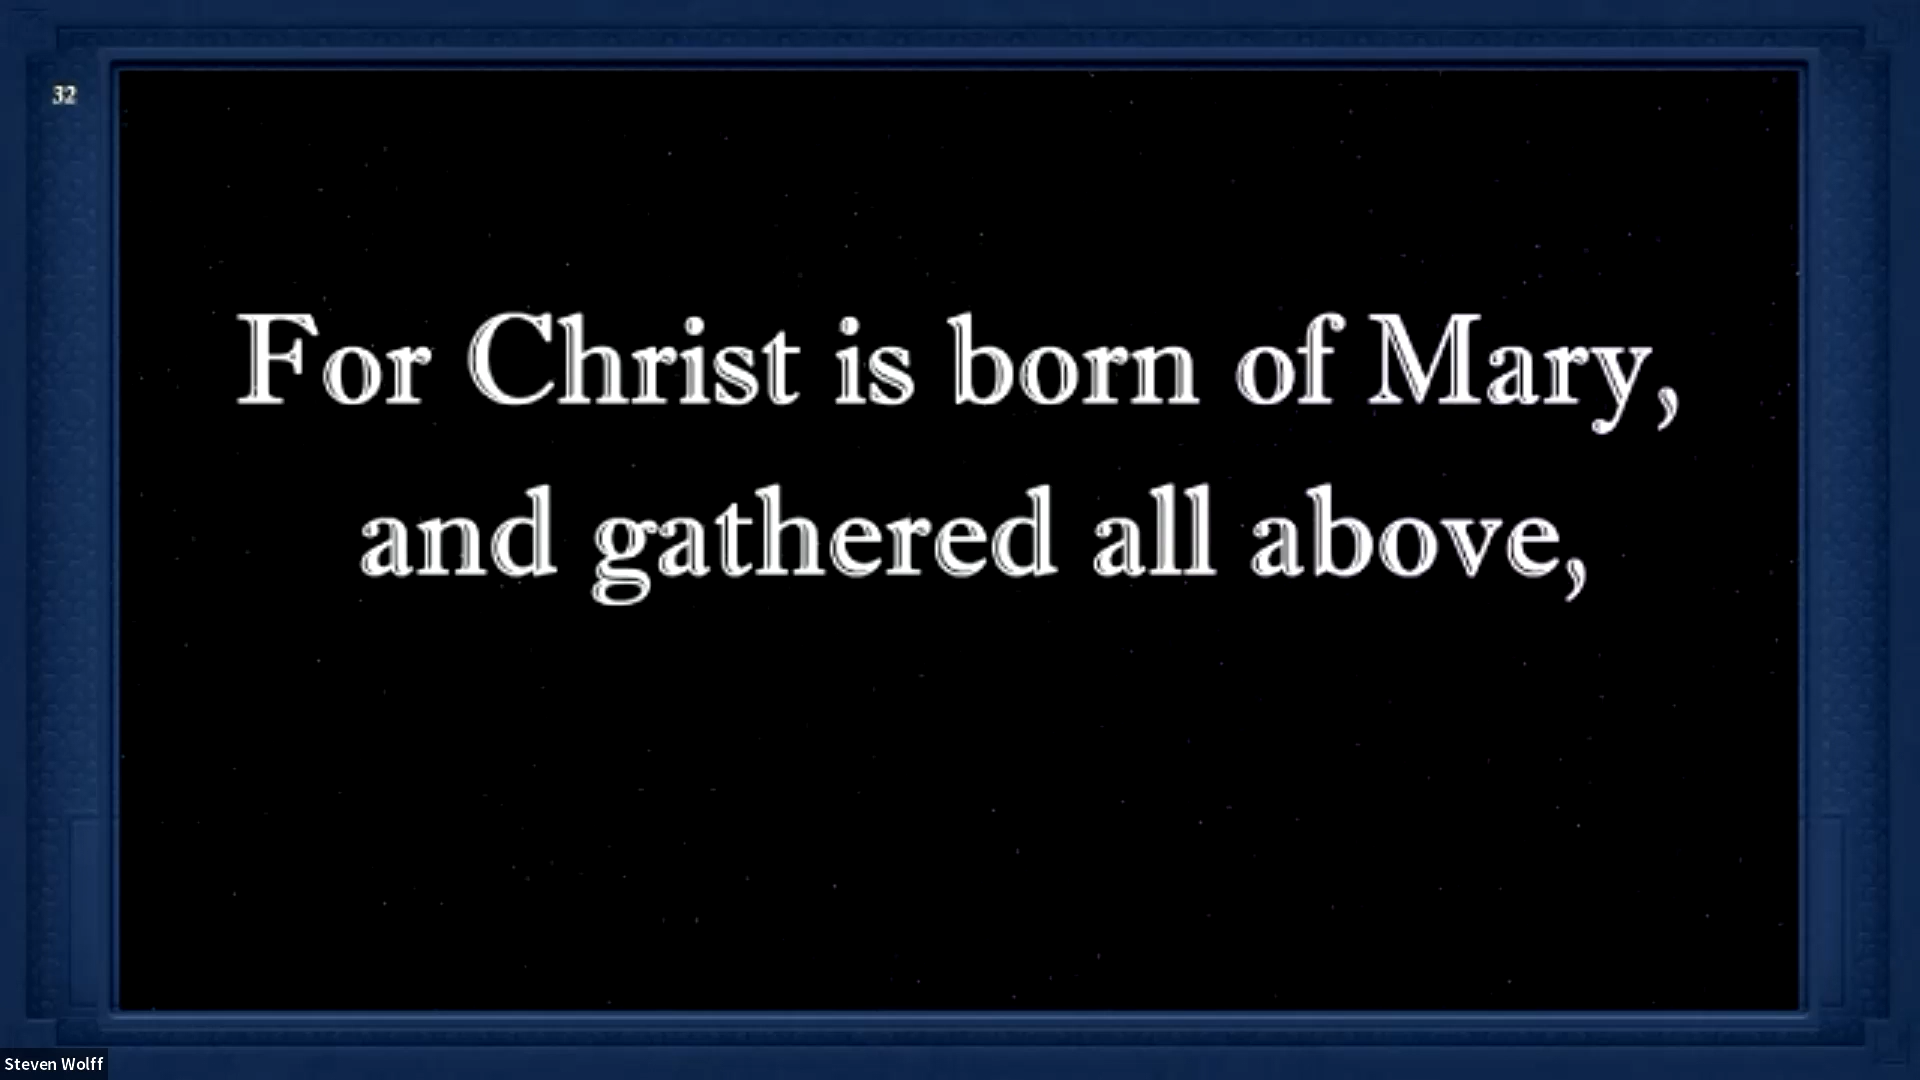 32
For Christ is born of Mary,
and gathered all above,
Steven Wolff